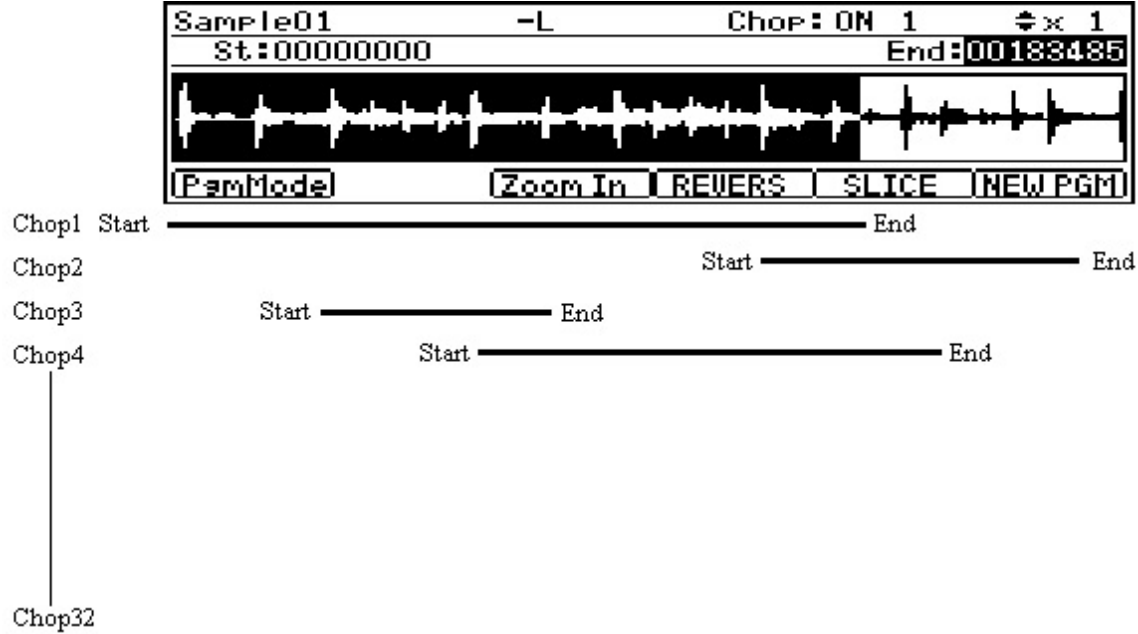 Sample01 -L Chop:ON 1 x 1
St:00000000 End:00183485
PgmMode Zoom In REVERS SLICE NEW PGM
Chop1 Start End
Chop2 Start End
Chop3 Start End
Chop4 Start End
Chop32